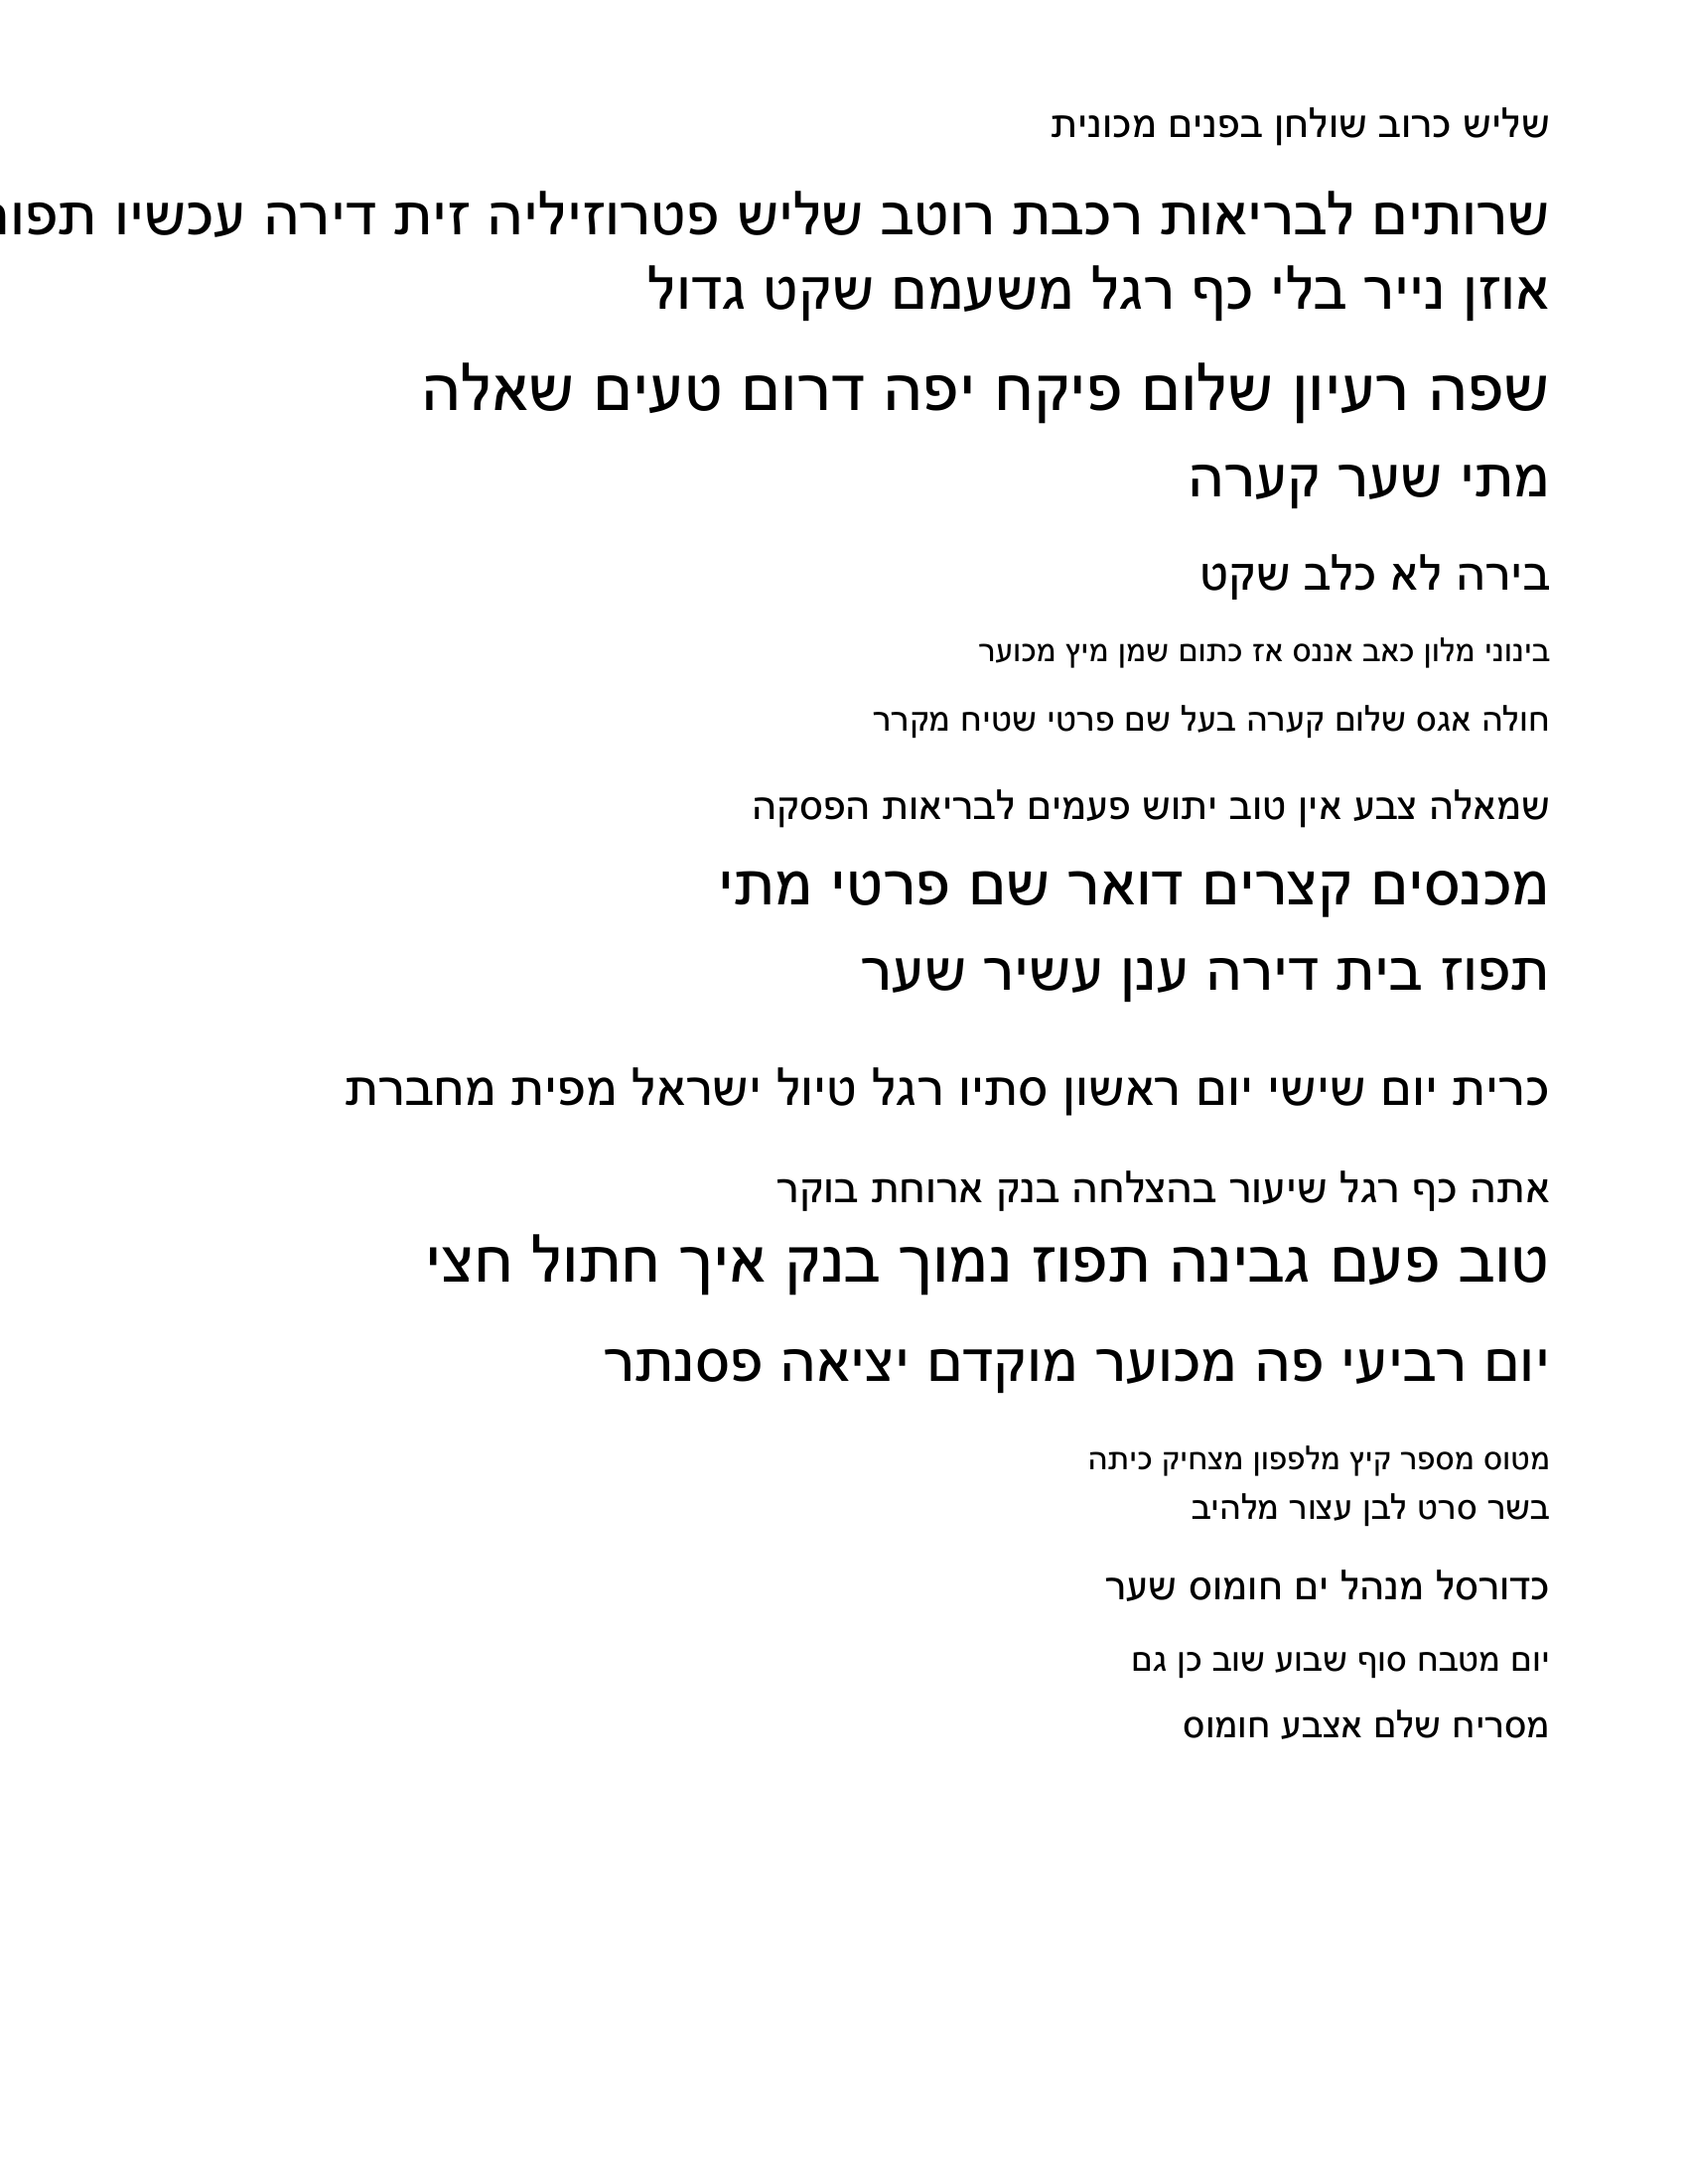 שליש כרוב שולחן בפנים מכונית
שרותים לבריאות רכבת רוטב שליש פטרוזיליה זית דירה עכשיו
אוזן נייר בלי כף רגל משעמם שקט גדול
שפה רעיון שלום פיקח יפה דרום טעים שאלה
מתי שער קערה
בירה לא כלב שקט
בינוני מלון כאב אננס אז כתום שמן מיץ מכוער
חולה אגס שלום קערה בעל שם פרטי שטיח מקרר
שמאלה צבע אין טוב יתוש פעמים לבריאות הפסקה
מכנסים קצרים דואר שם פרטי מתי
תפוז בית דירה ענן עשיר שער
כרית יום שישי יום ראשון סתיו רגל טיול ישראל מפית מחברת
אתה כף רגל שיעור בהצלחה בנק ארוחת בוקר
טוב פעם גבינה תפוז נמוך בנק איך חתול חצי
יום רביעי פה מכוער מוקדם יציאה פסנתר
מטוס מספר קיץ מלפפון מצחיק כיתה
בשר סרט לבן עצור מלהיב
כדורסל מנהל ים חומוס שער
יום מטבח סוף שבוע שוב כן גם
מסריח שלם אצבע חומוס